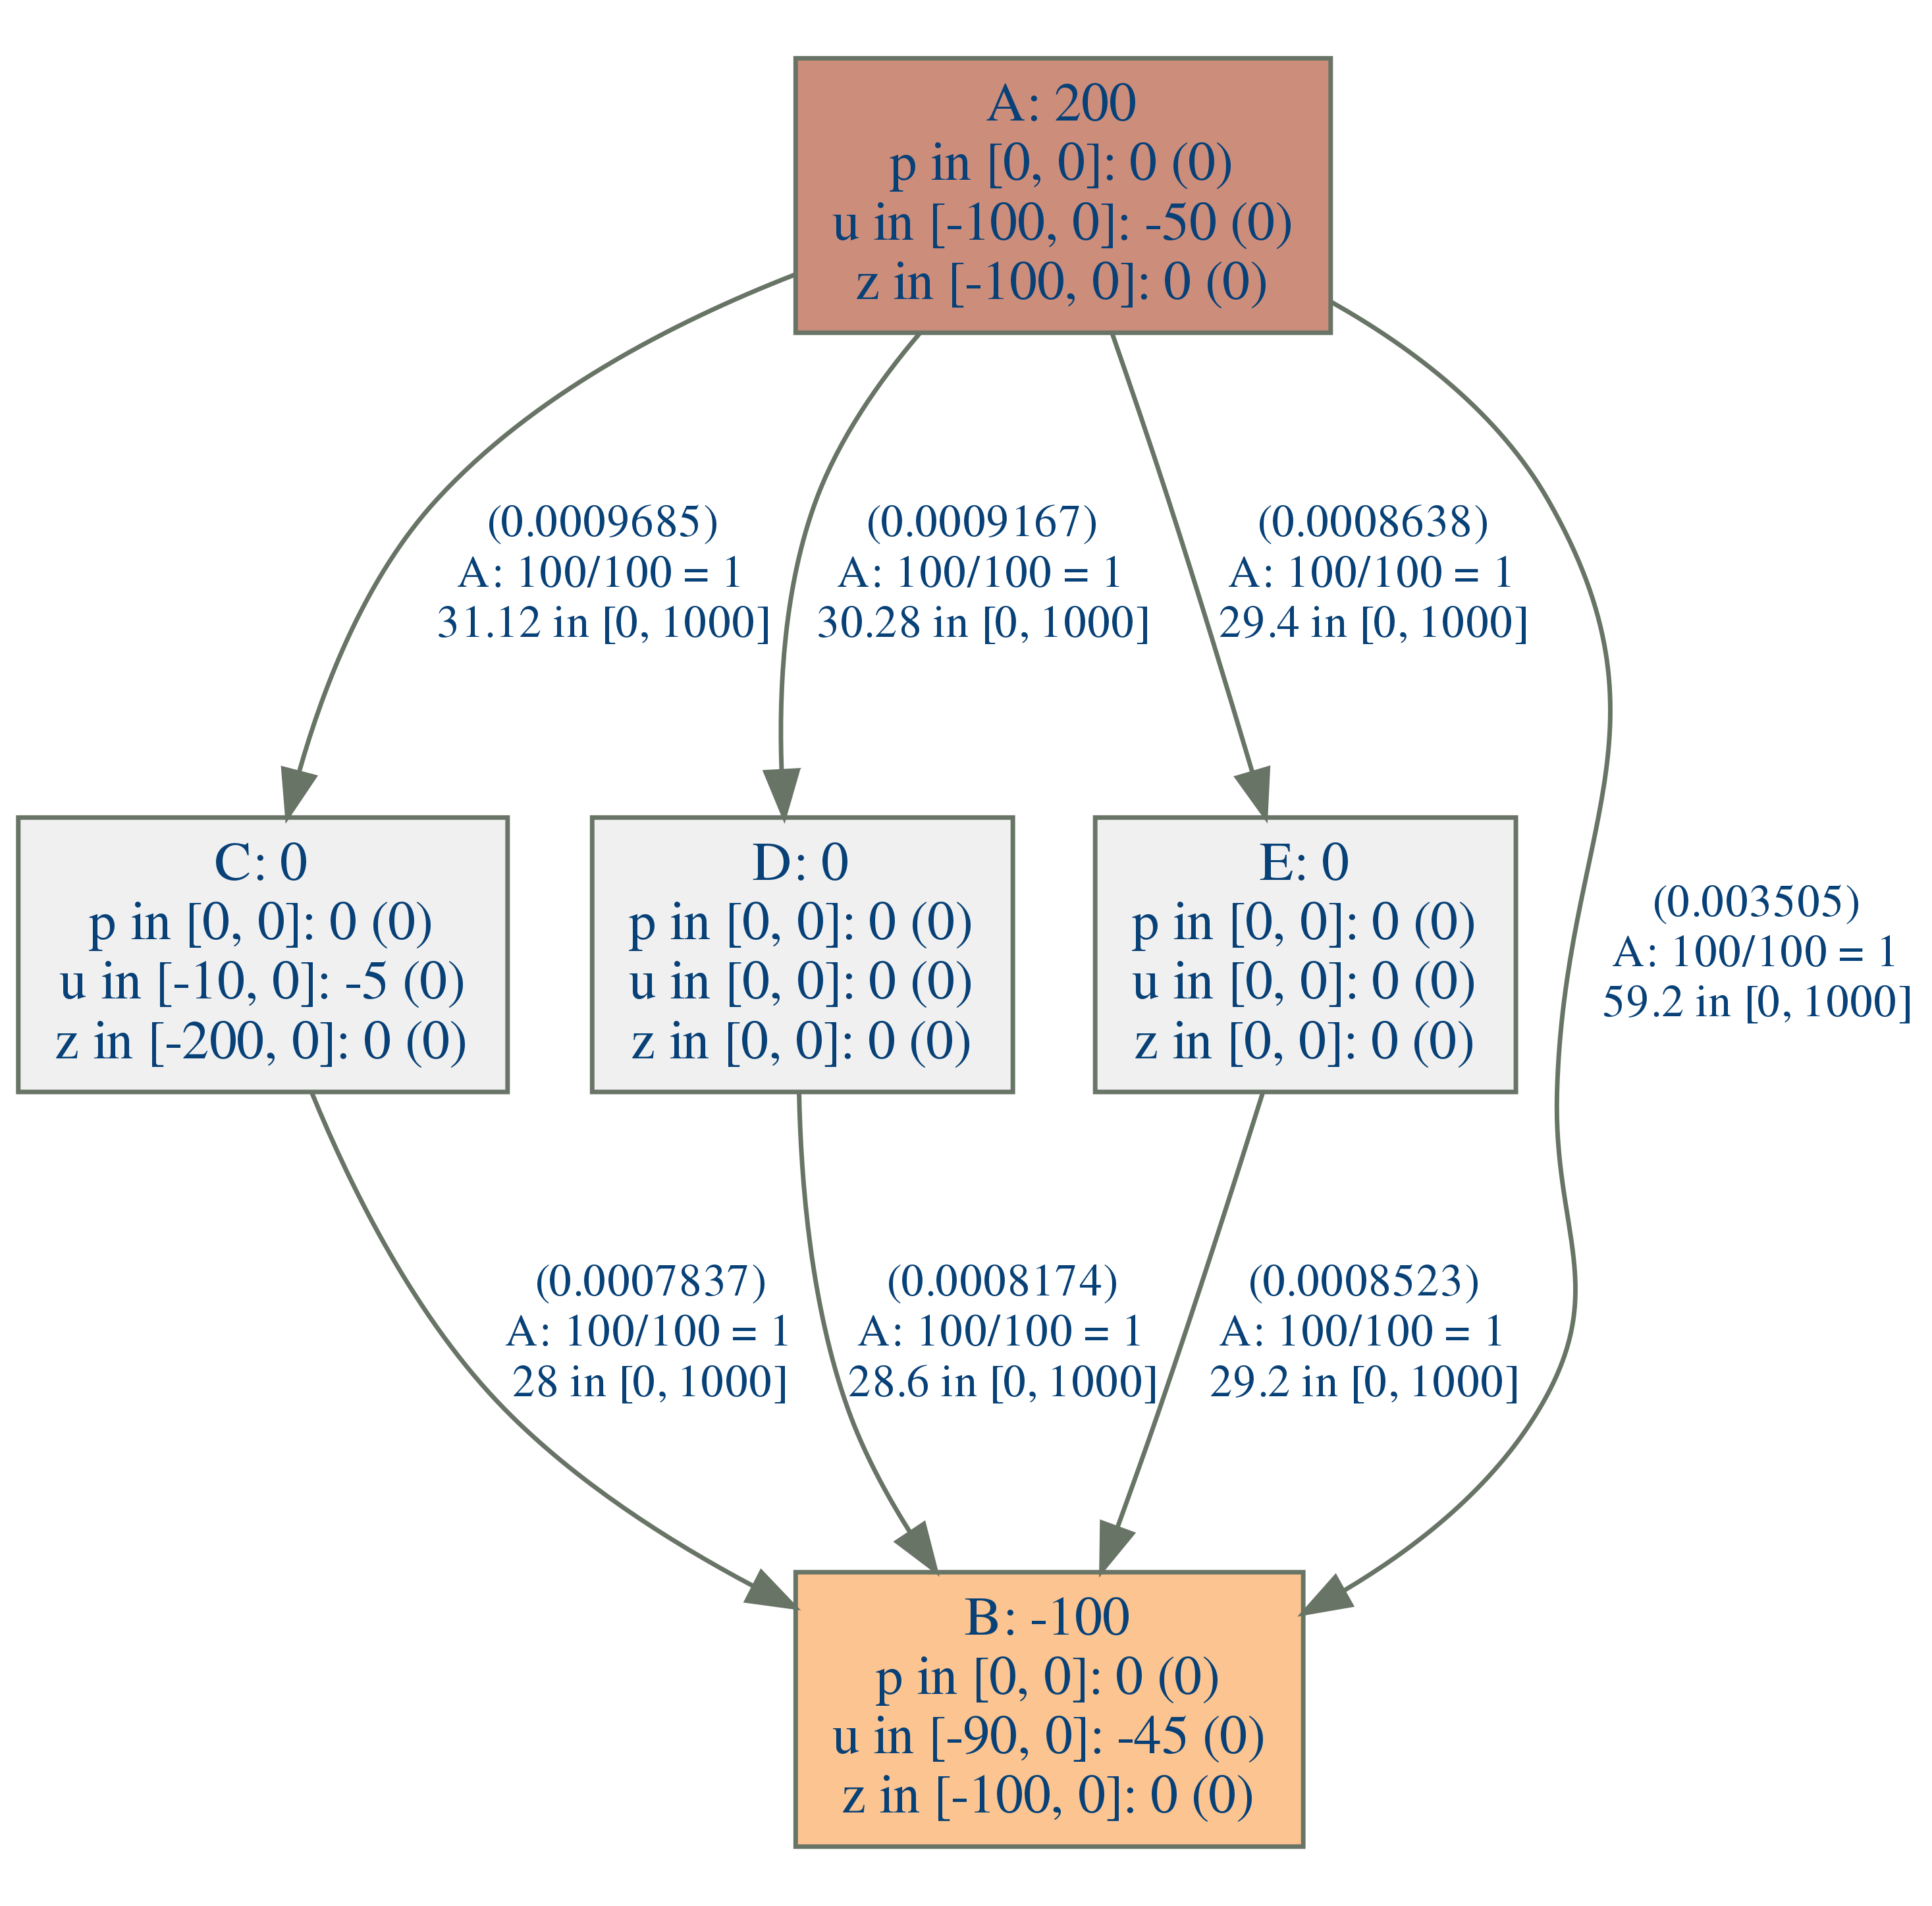 A: 200
p in [0, 0]: 0 (0)
u in [-100, 0]: -50 (0)
z in [-100, 0]: 0 (0)
(0.0009685)
A: 100/100 = 1
31.12 in [0, 1000]
(0.0009167)
A: 100/100 = 1
30.28 in [0, 1000]
(0.0008638)
A: 100/100 = 1
29.4 in [0, 1000]
C: 0
p in [0, 0]: 0 (0)
u in [-10, 0]: -5 (0)
z in [-200, 0]: 0 (0)
D: 0
p in [0, 0]: 0 (0)
u in [0, 0]: 0 (0)
z in [0, 0]: 0 (0)
E: 0
p in [0, 0]: 0 (0)
u in [0, 0]: 0 (0)
z in [0, 0]: 0 (0)
(0.003505)
A: 100/100 = 1
59.2 in [0, 1000]
(0.0007837)
A: 100/100 = 1
28 in [0, 1000]
(0.0008174)
A: 100/100 = 1
28.6 in [0, 1000]
(0.0008523)
A: 100/100 = 1
29.2 in [0, 1000]
B: -100
p in [0, 0]: 0 (0)
u in [-90, 0]: -45 (0)
z in [-100, 0]: 0 (0)